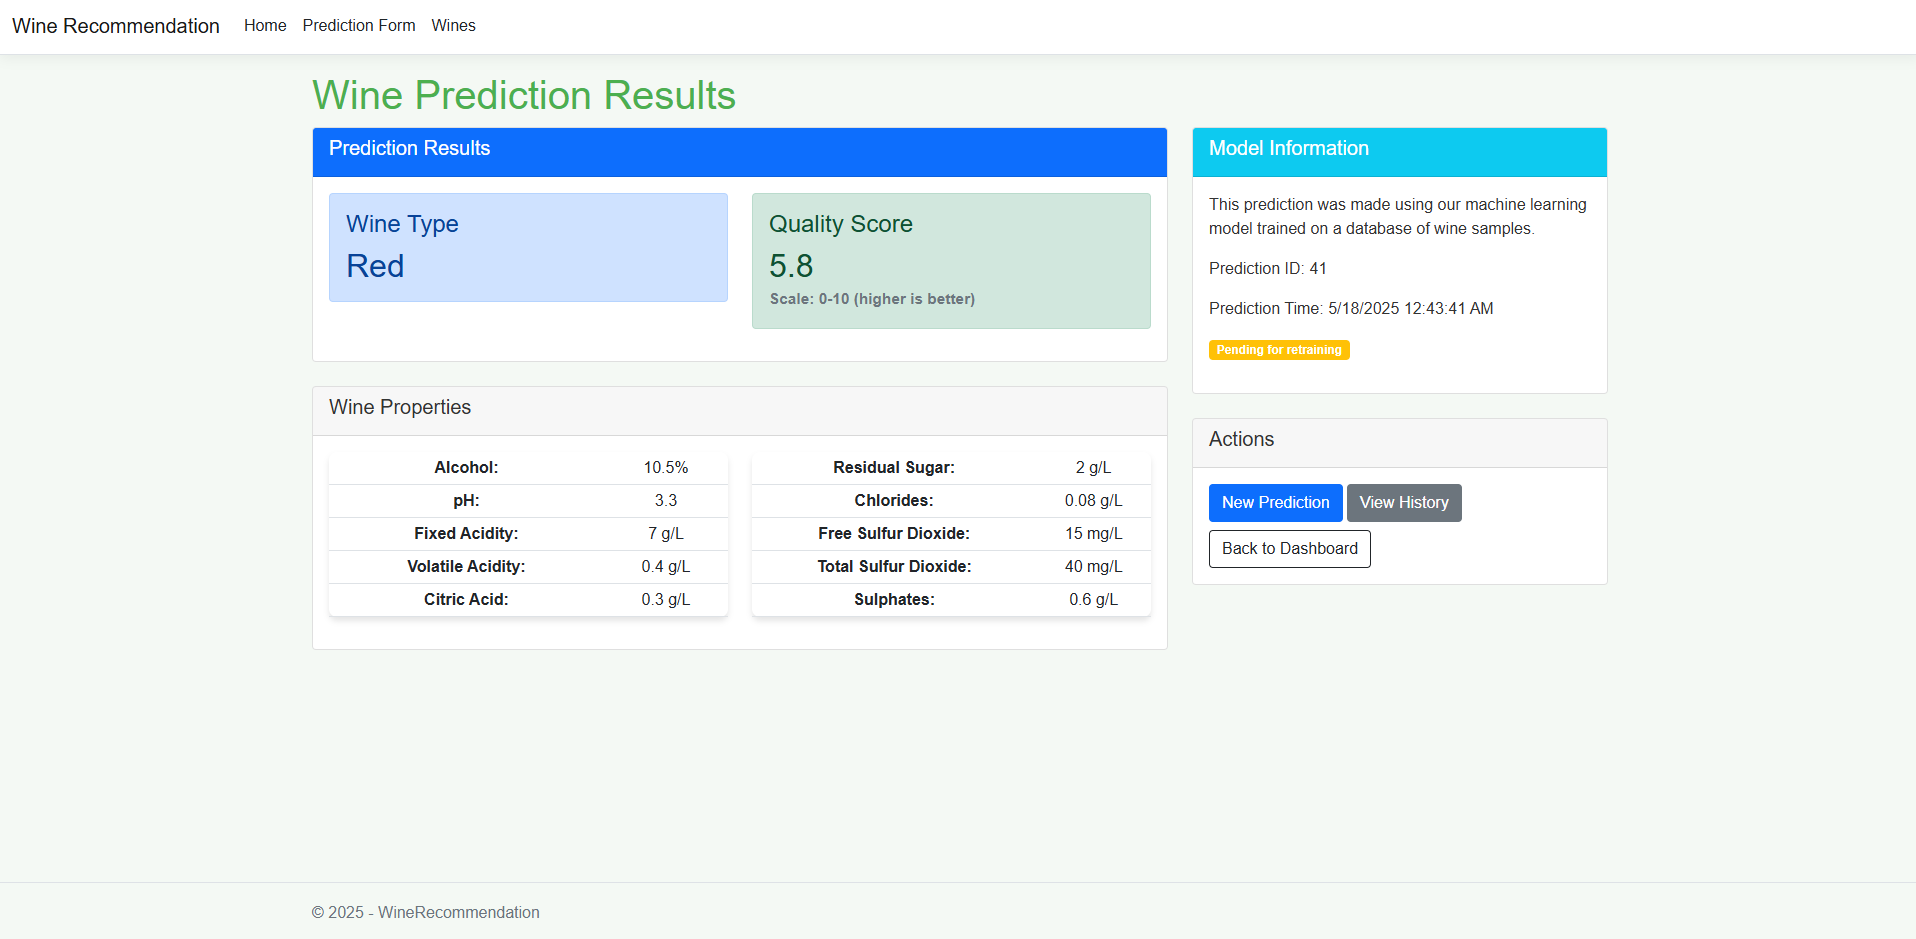 Wine Recommendation Home Prediction Form Wines
Wine Prediction Results
Prediction Results
Wine Type
Red
Quality Score
5.8
Scale: 0-10 (higher is better)
Wine Properties
Alcohol: 10.5%
pH: 3.3
Fixed Acidity: 7 g/L
Volatile Acidity: 0.4 g/L
Citric Acid: 0.3 g/L
Residual Sugar: 2 g/L
Chlorides: 0.08 g/L
Free Sulfur Dioxide: 15 mg/L
Total Sulfur Dioxide: 40 mg/L
Sulphates: 0.6 g/L
Model Information
This prediction was made using our machine learning
model trained on a database of wine samples.
Prediction ID: 41
Prediction Time: 5/18/2025 12:43:41 AM
Pending for retraining
Actions
New Prediction View History
Back to Dashboard
© 2025 - WineRecommendation